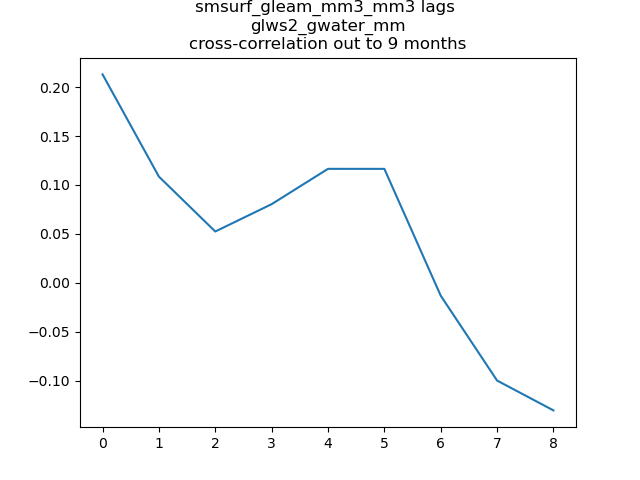 smsurf_gleam_mm3_mm3 lags
glws2_gwater_mm
cross-correlation out to 9 months
0.20
0.15
0.10
0.05
0.00
−0.05
−0.10
0 1 2 3 4 5 6 7 8